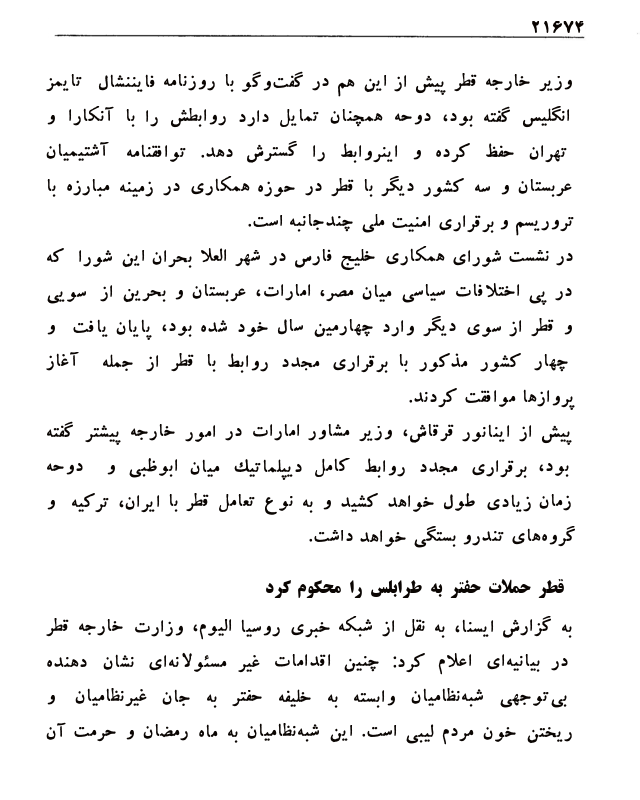 ۲۱۶۷۴
وزیر خارجه قطر پیش از این هم در گفت‌وگو با روزنامه فایننشال تایمز
انگلیس گفته بود، دوحه همچنان تمایل دارد روابطش را با آنکارا و
تهران حفظ کرده و اینروابط را گسترش دهد. توافقنامه آشتیمیان
عربستان و سه کشور دیگر با قطر در حوزه همکاری در زمینه مبارزه با
تروریسم و برقراری امنیت ملی چندجانبه است.
در نشست شورای همکاری خلیج فارس در شهر العلا بحران این شورا که
در پی اختلافات سیاسی میان مصر، امارات، عربستان و بحرین از سویی
و قطر از سوی دیگر وارد چهارمین سال خود شده بود، پایان یافت و
چهار کشور مذکور با برقراری مجدد روابط با قطر از جمله آغاز
پروازها موافقت کردند.
پیش از اینانور قرقاش، وزیر مشاور امارات در امور خارجه پیشتر گفته
بود، برقراری مجدد روابط کامل دیپلماتیك میان ابوظبی و دوحه
زمان زیادی طول خواهد کشید و به نوع تعامل قطر با ایران، ترکیه و
گروه‌های تندرو بستگی خواهد داشت.
قطر حملات حفتر به طرابلس را محکوم کرد
به گزارش ایسنا، به نقل از شبکه خبری روسیا الیوم، وزارت خارجه قطر
در بیانیه‌ای اعلام کرد: چنین اقدامات غیر مسئولانه‌ای نشان دهنده
بی‌توجهی شبه‌نظامیان وابسته به خلیفه حفتر به جان غیرنظامیان و
ریختن خون مردم لیبی است. این شبه‌نظامیان به ماه رمضان و حرمت آن